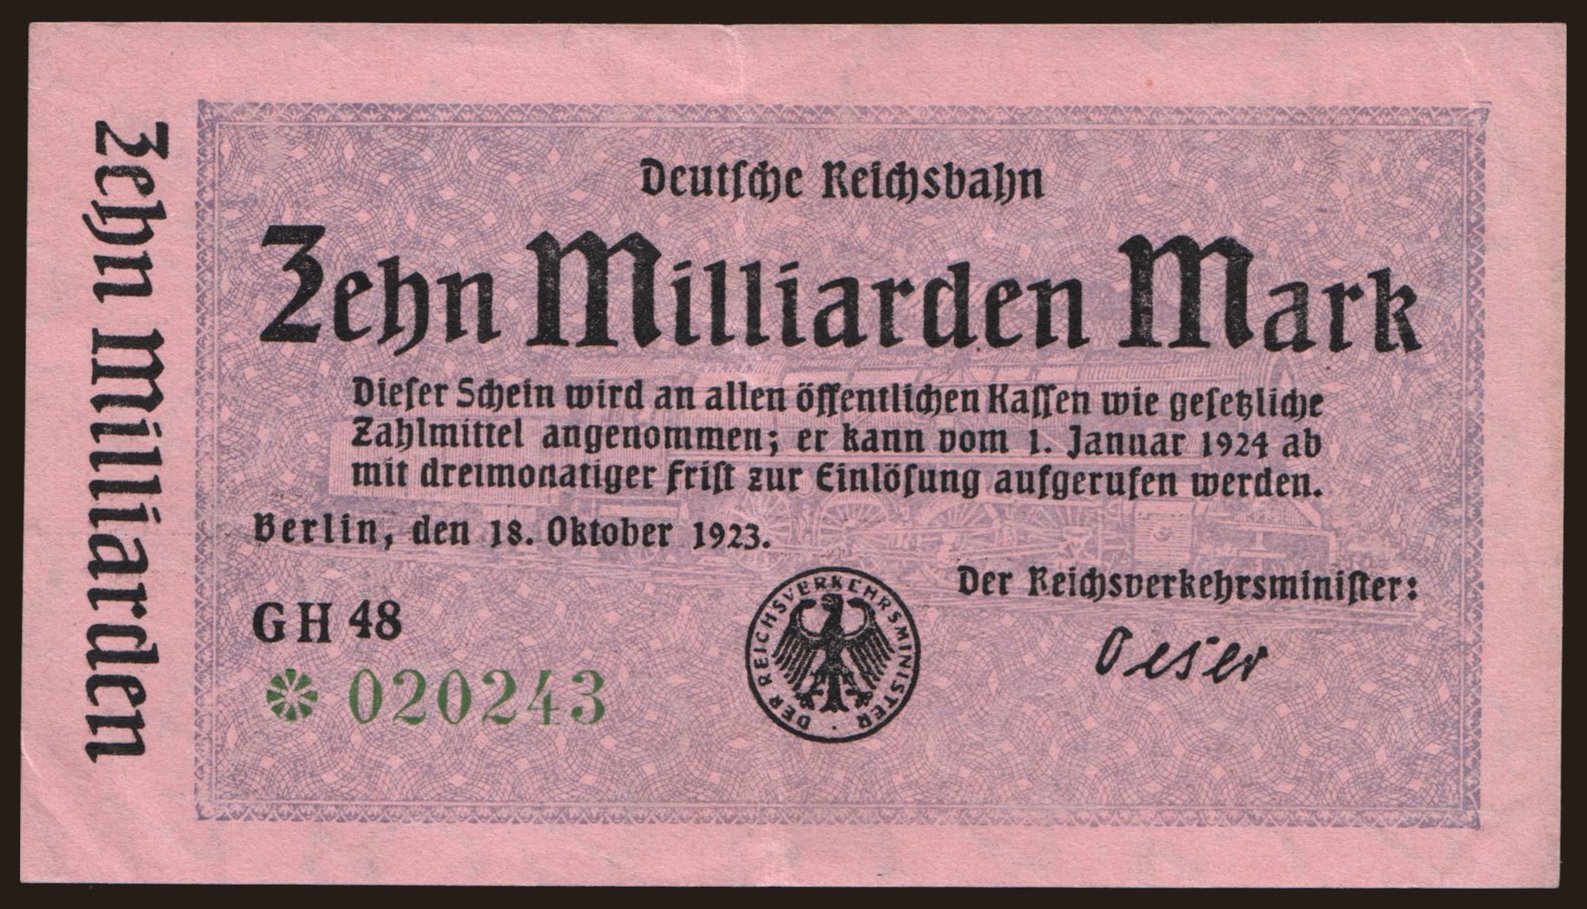 Zehn Milliarden
Deutsche Reichsbahn
Zehn Milliarden Mark
Dieser Schein wird an allen öffentlichen Kassen wie gesetzliche
Zahlmittel angenommen; er kann vom 1. Januar 1924 ab
mit dreimonatiger Frist zur Einlösung aufgerufen werden.
Berlin, den 18. Oktober 1923.
Der Reichsverkehrsminister:
GH 48
Oeser
020243
DER REICHSVERKEHRSMINISTER